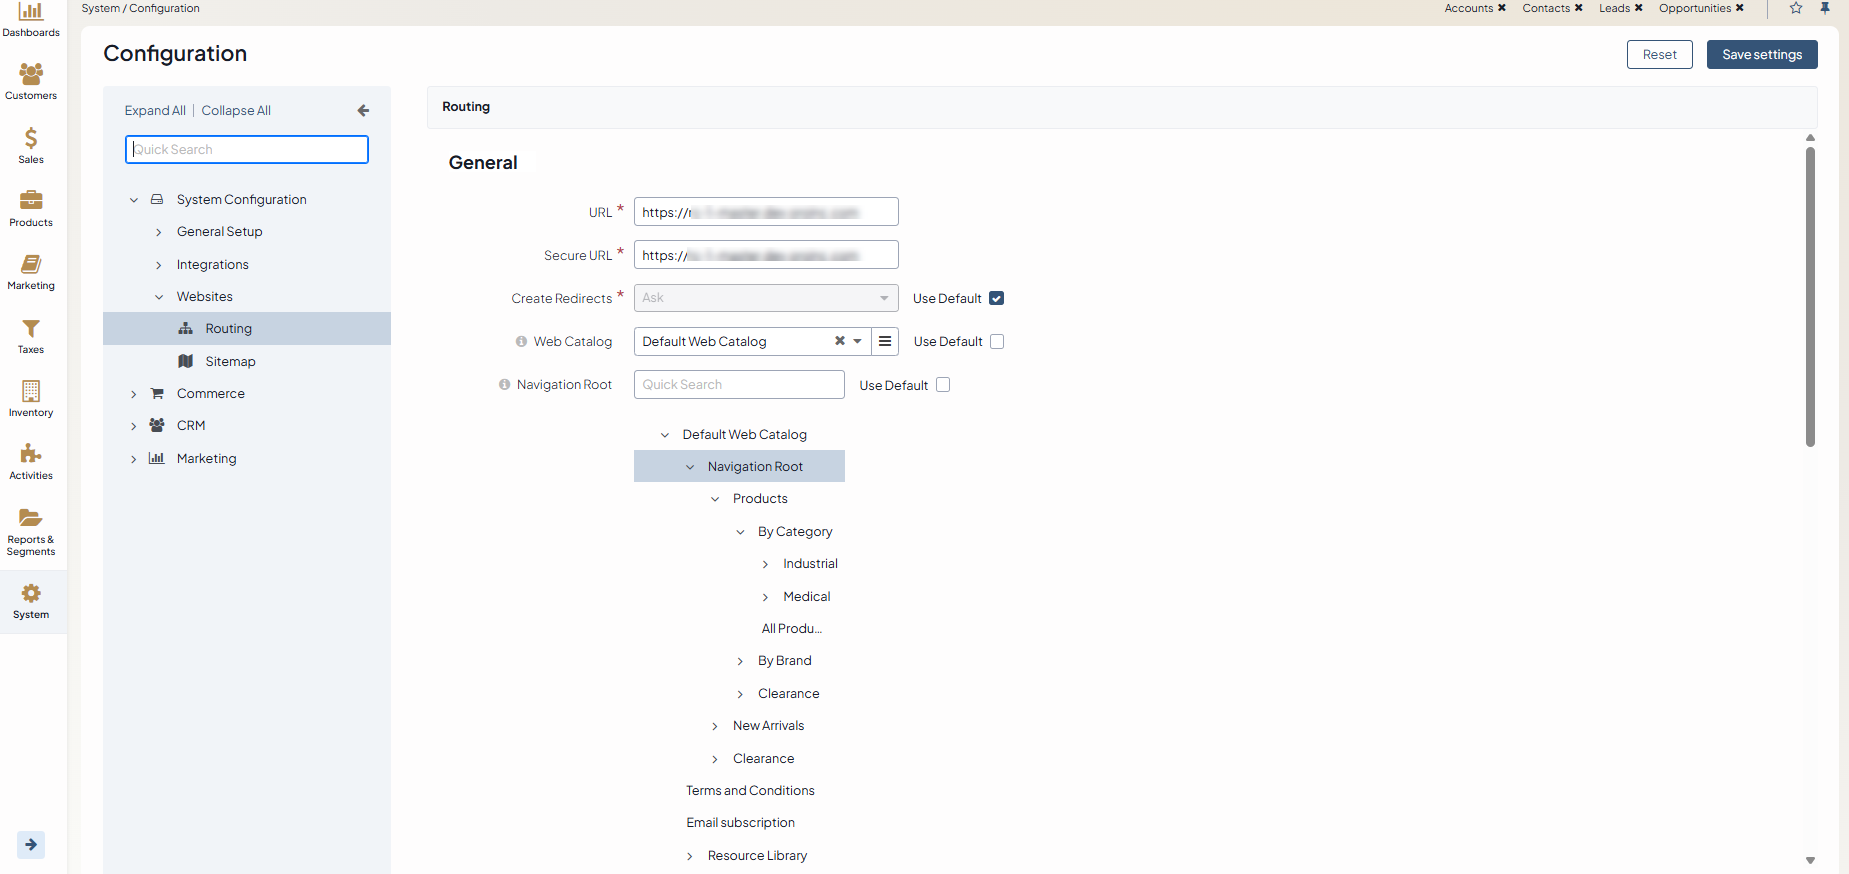 System / Configuration
Accounts ✖ Contacts ✖ Leads ✖ Opportunities ✖
Dashboards
Customers
Sales
Products
Marketing
Taxes
Inventory
Activities
Reports &
Segments
System
Configuration
Reset
Save settings
Expand All | Collapse All
Quick Search
System Configuration
General Setup
Integrations
Websites
Routing
Sitemap
Commerce
CRM
Marketing
Routing
General
URL * https://
Secure URL * https://
Create Redirects * Ask Use Default
Web Catalog Default Web Catalog Use Default
Navigation Root Quick Search Use Default
Default Web Catalog
Navigation Root
Products
By Category
Industrial
Medical
All Produ...
By Brand
Clearance
New Arrivals
Clearance
Terms and Conditions
Email subscription
Resource Library